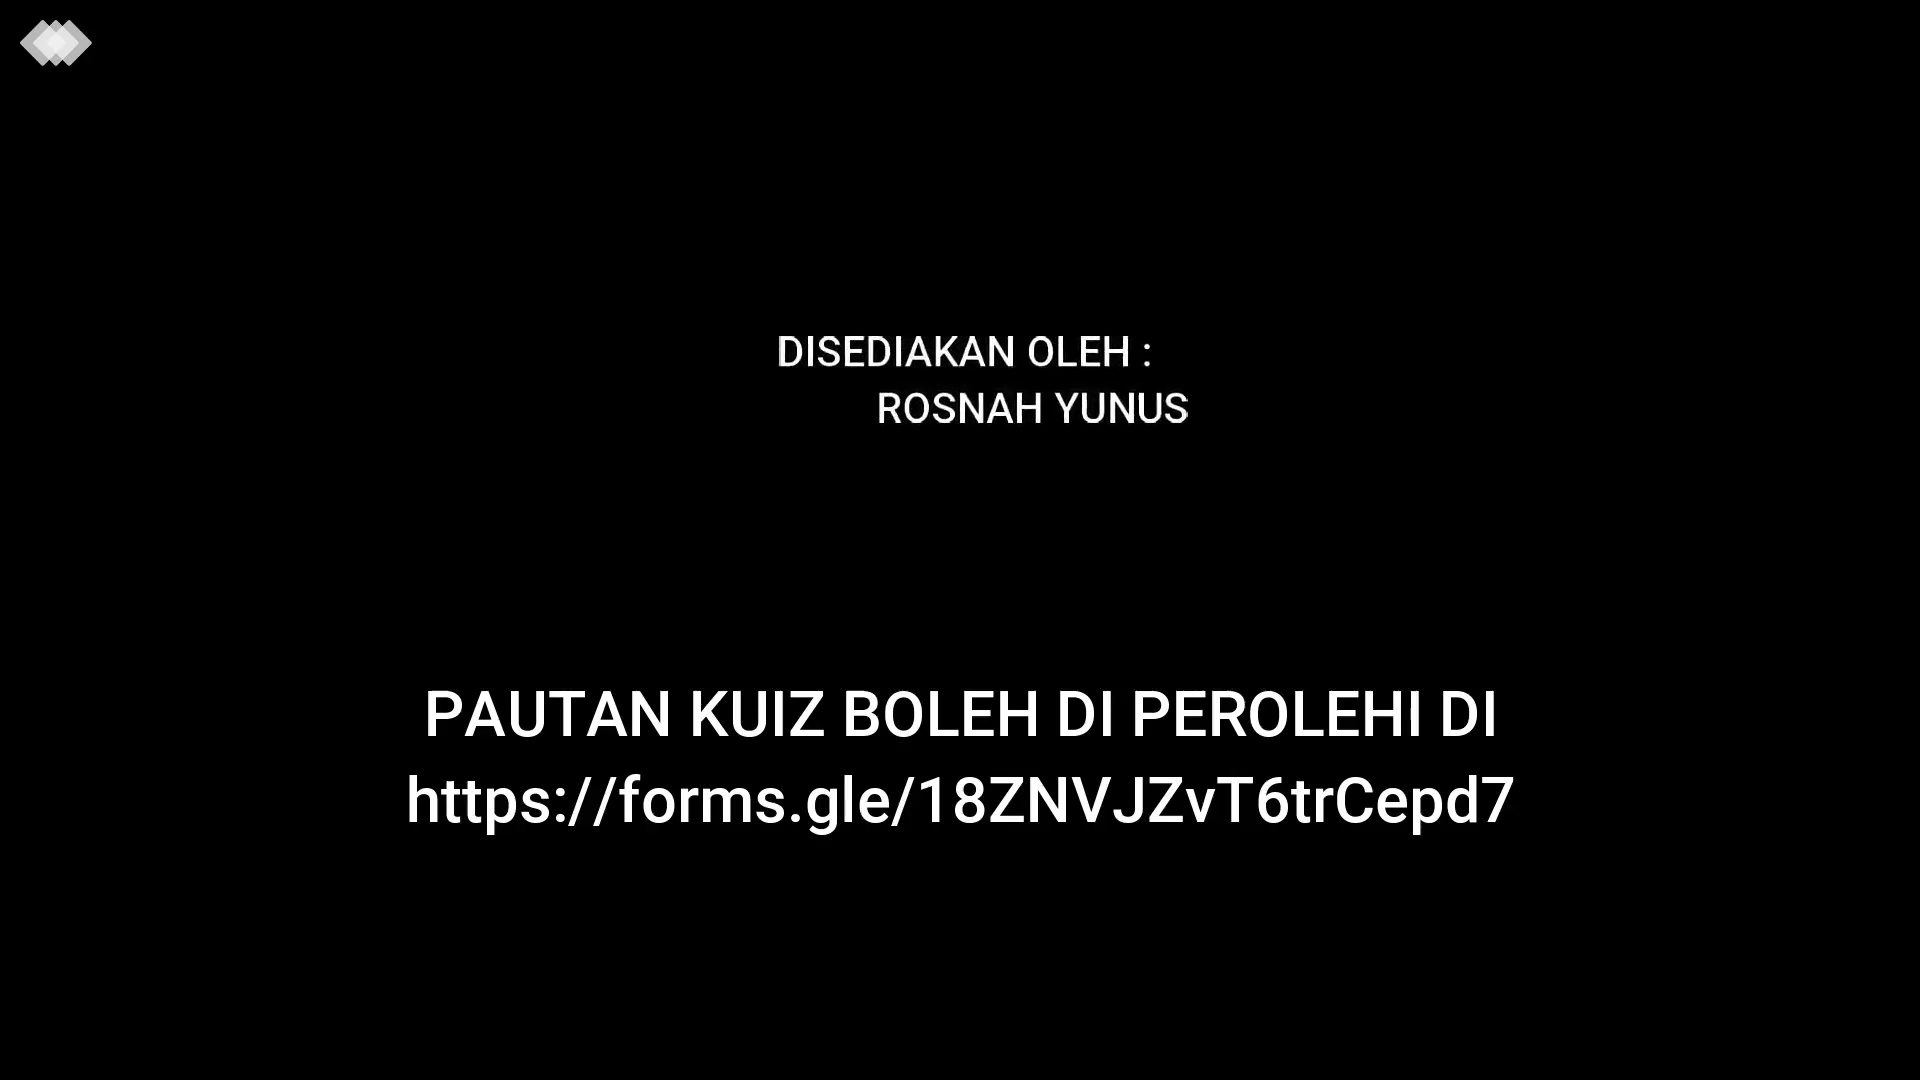 DISEDIAKAN OLEH :
ROSNAH YUNUS
PAUTAN KUIZ BOLEH DI PEROLEHI DI
https://forms.gle/18ZNVJZvT6trCepd7